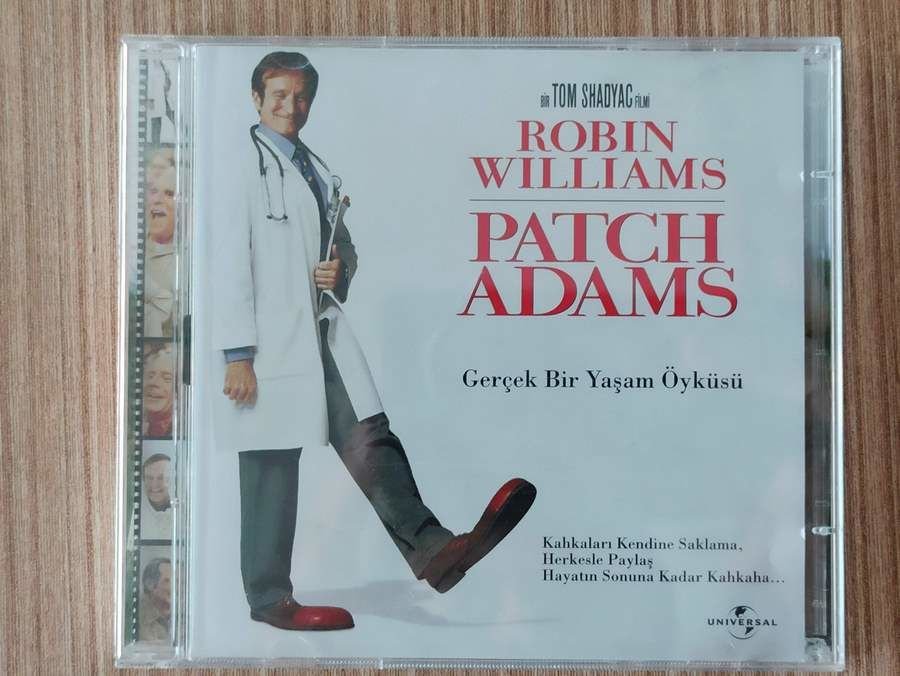 BİR TOM SHADYAC FİLMİ
ROBIN
WILLIAMS
PATCH
ADAMS
Gerçek Bir Yaşam Öyküsü
Kahkaları Kendine Saklama,
Herkesle Paylaş
Hayatın Sonuna Kadar Kahkaha...
UNIVERSAL